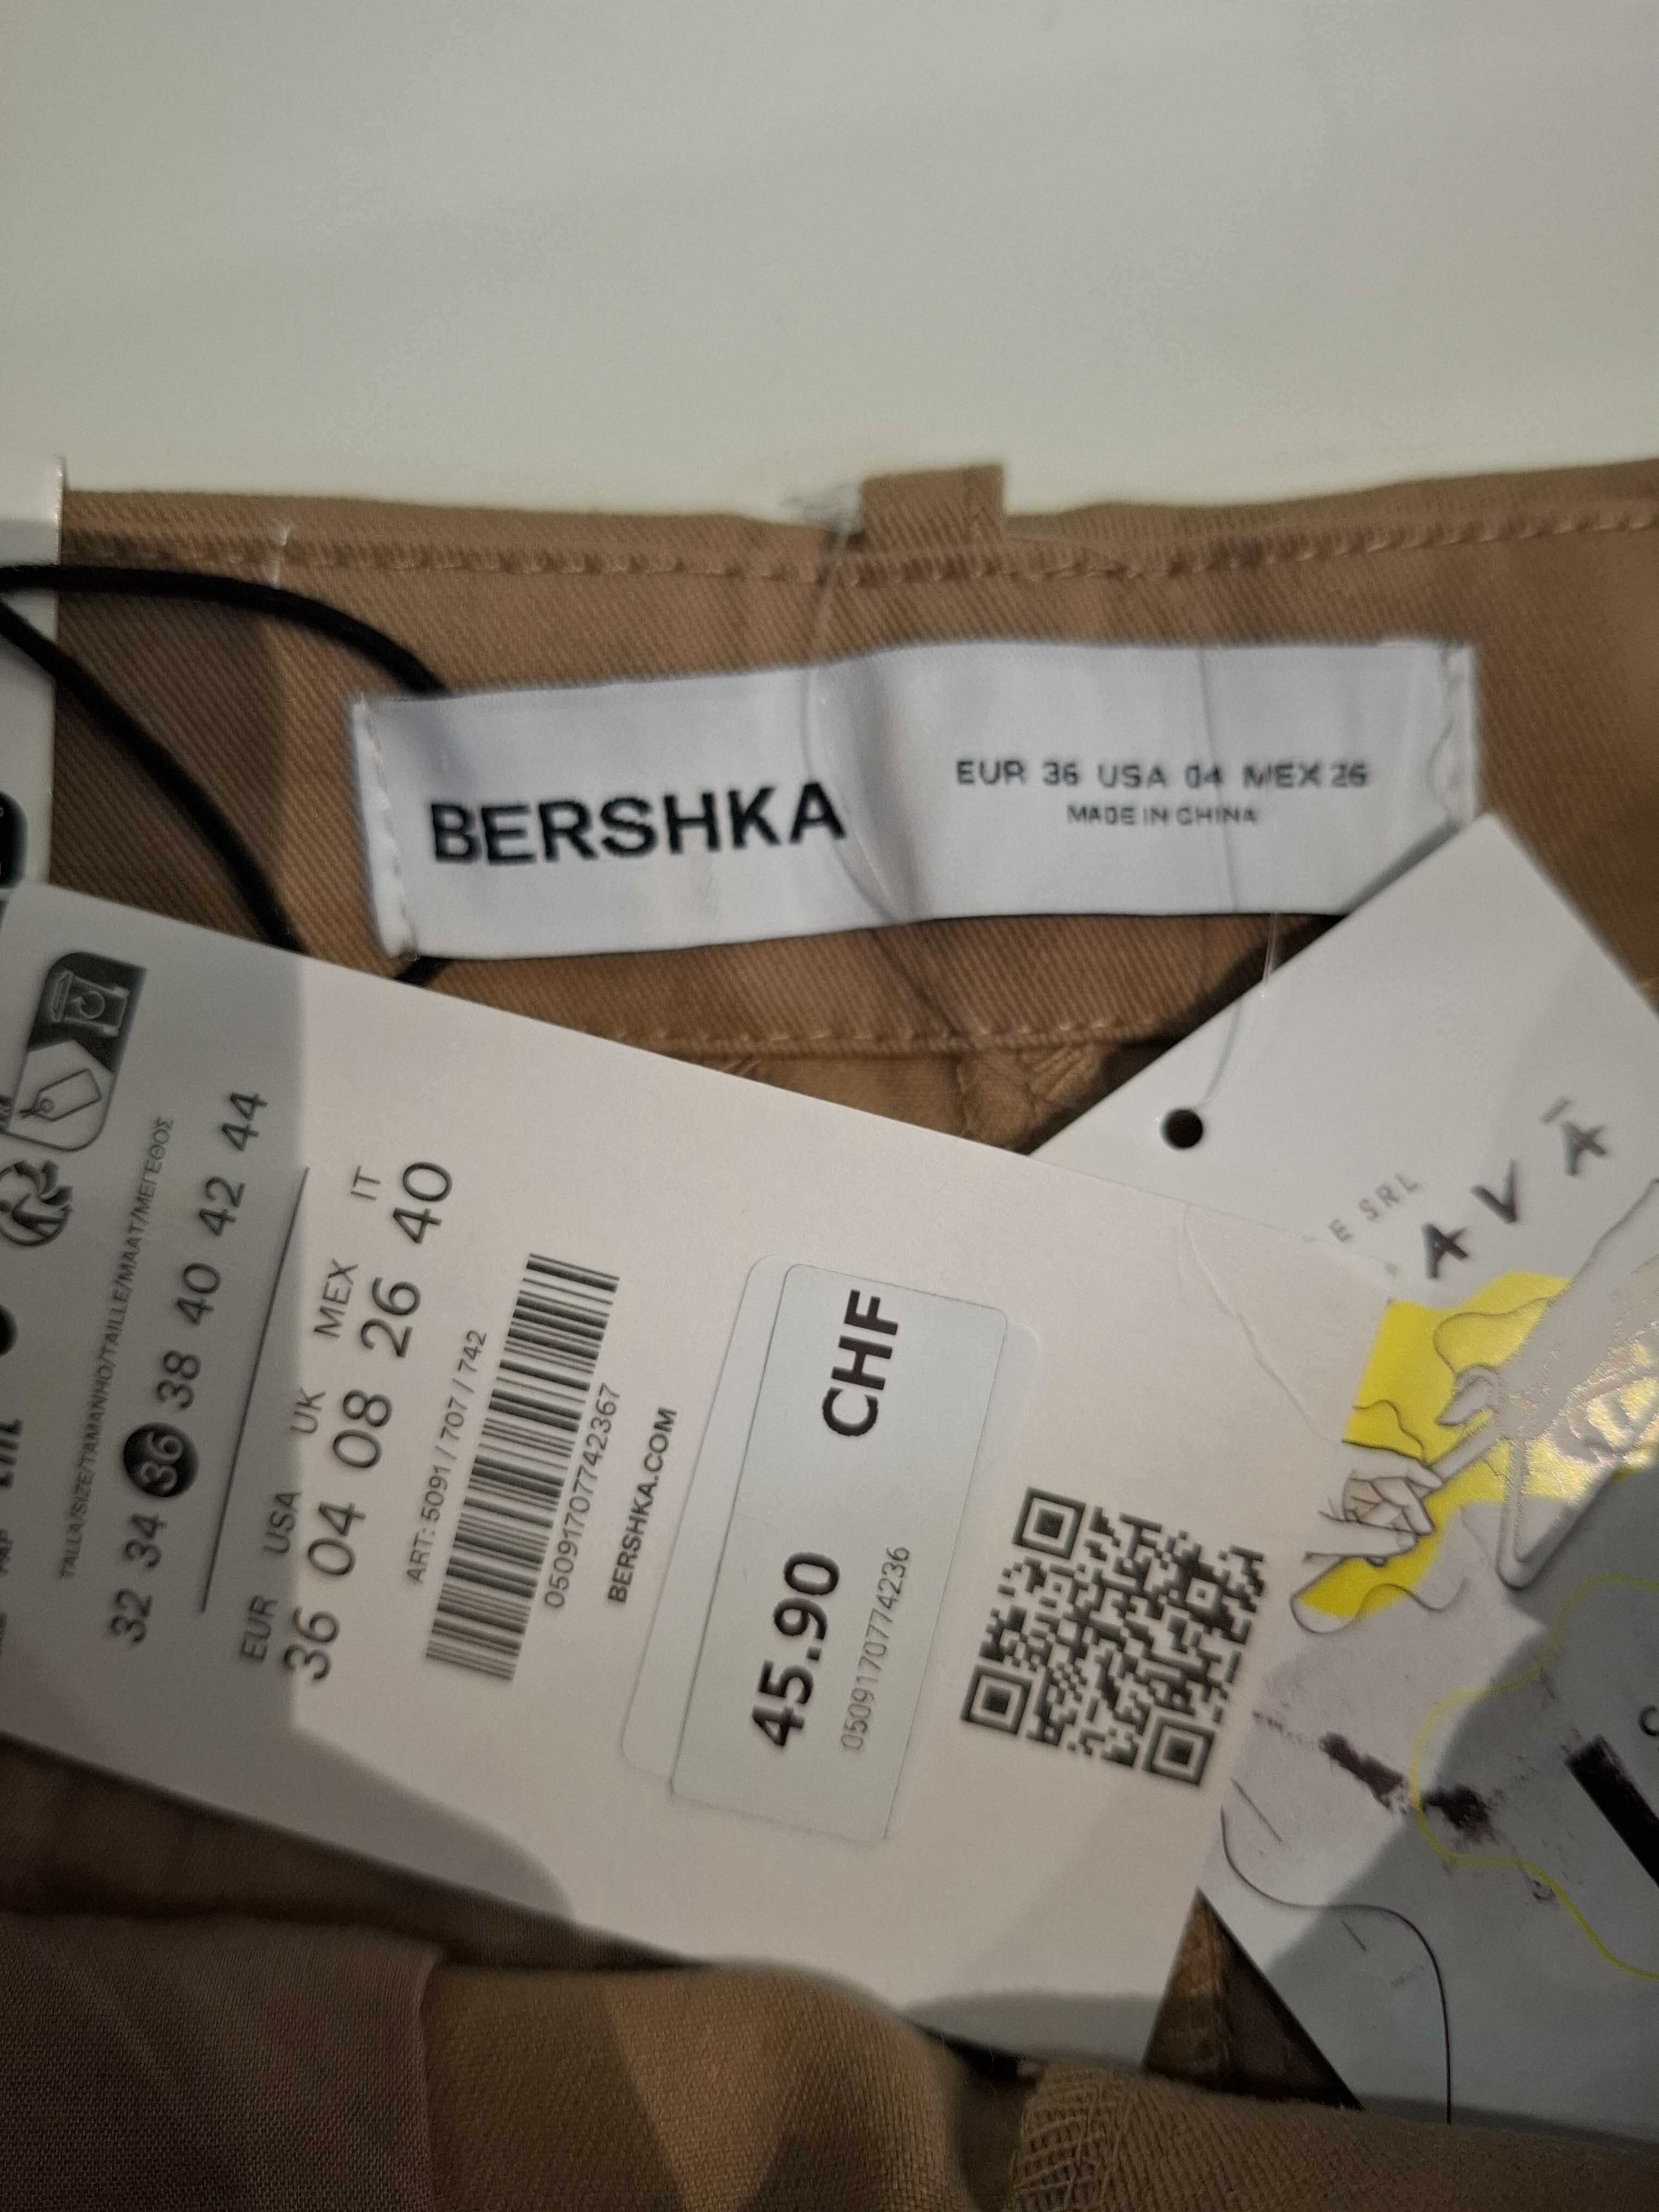 BERSHKA
EUR 36 USA 04 MEX 26
MADE IN CHINA
TALLA/SIZE/TAMANHO/TAILLE/MAAT/ΜΕΓΕΘΟΣ
32 34 36 38 40 42 44
EUR USA UK MEX IT
36 04 08 26 40
ART: 5091 / 707 / 742
05091707742367
BERSHKA.COM
45.90 CHF
0509170774236
E SRL
A V A